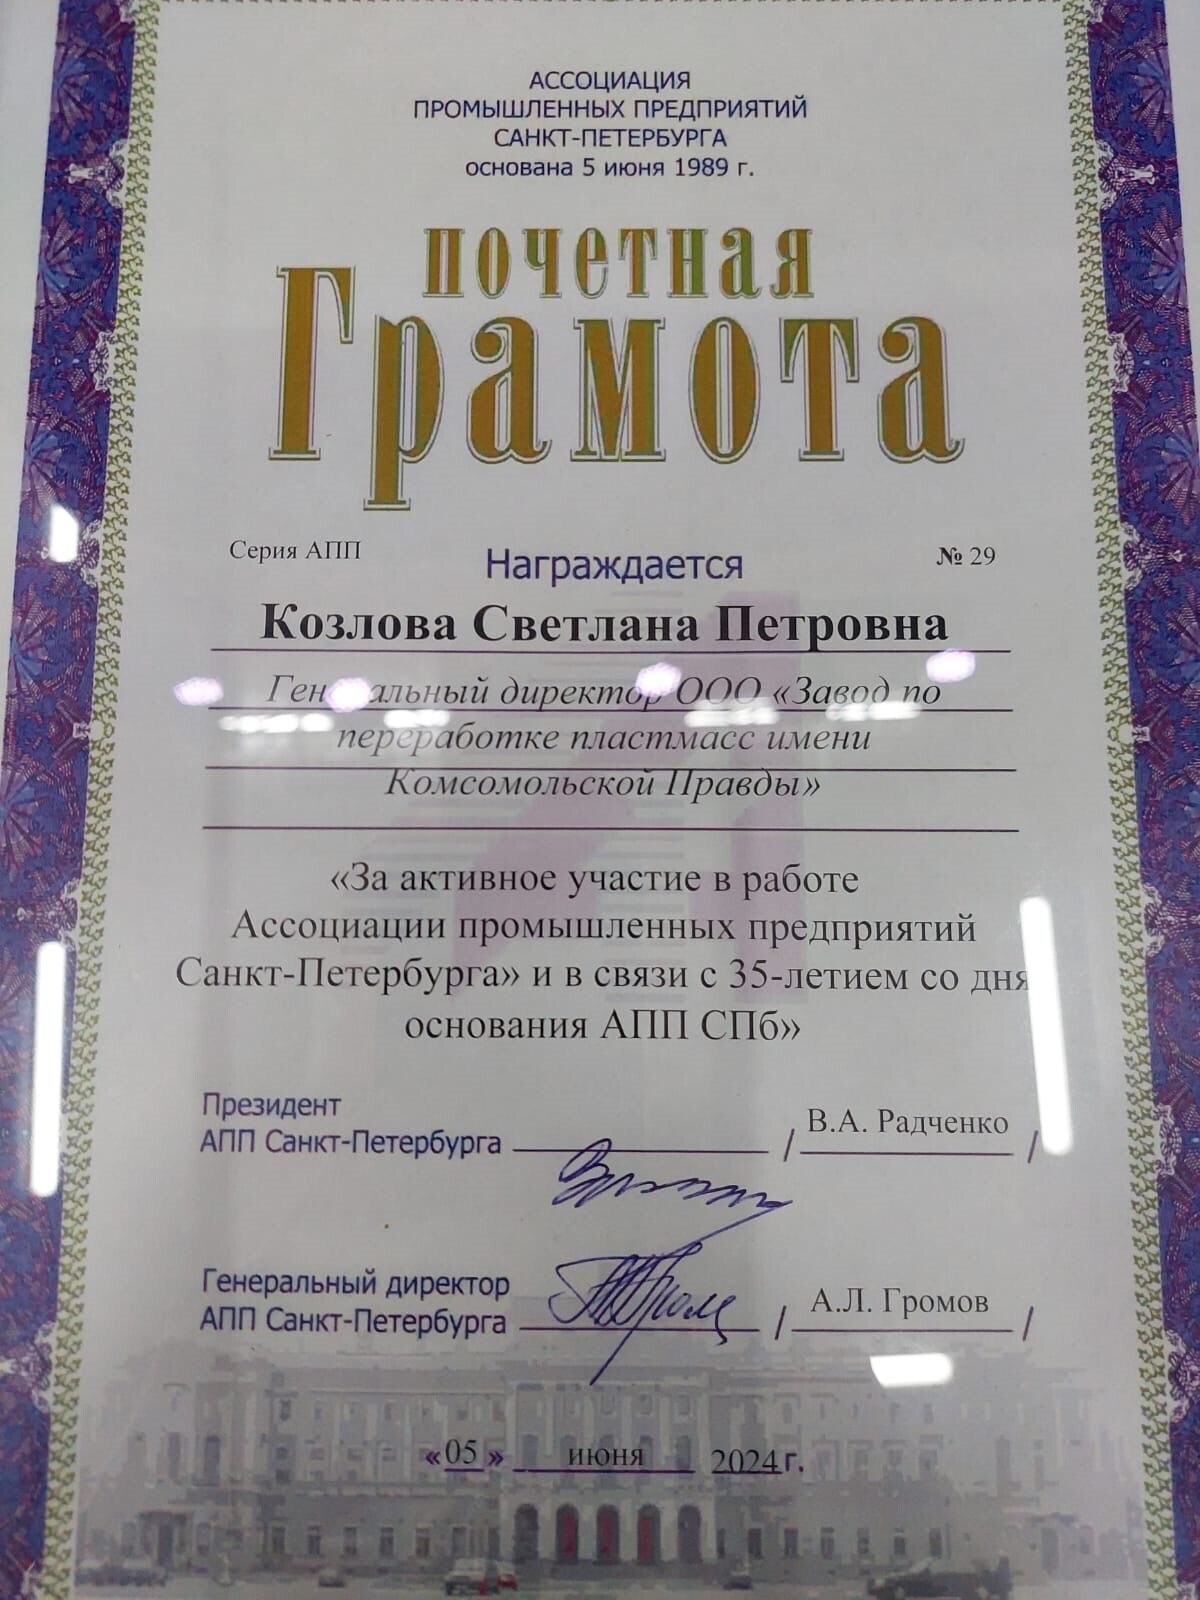 АССОЦИАЦИЯ
ПРОМЫШЛЕННЫХ ПРЕДПРИЯТИЙ
САНКТ-ПЕТЕРБУРГА
основана 5 июня 1989 г.
почетная
Грамота
Серия АПП
Награждается
№ 29
Козлова Светлана Петровна
Генеральный директор ООО «Завод по
переработке пластмасс имени
Комсомольской Правды»
«За активное участие в работе
Ассоциации промышленных предприятий
Санкт-Петербурга» и в связи с 35-летием со дня
основания АПП СПб»
Президент
АПП Санкт-Петербурга / В.А. Радченко /
Генеральный директор
АПП Санкт-Петербурга / А.Л. Громов /
«05» июня 2024г.